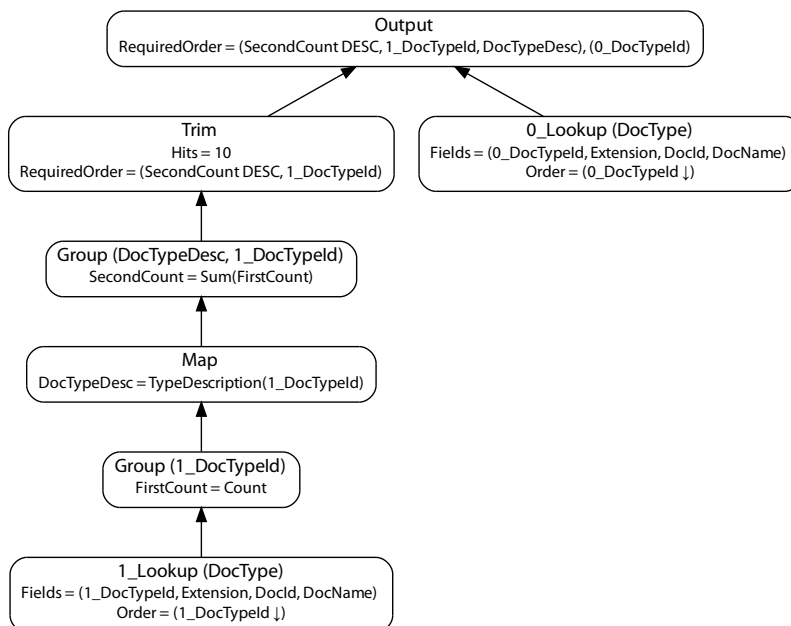 Output
RequiredOrder = (SecondCount DESC, 1_DocTypeId, DocTypeDesc), (0_DocTypeId)
Trim
Hits = 10
RequiredOrder = (SecondCount DESC, 1_DocTypeId)
0_Lookup (DocType)
Fields = (0_DocTypeId, Extension, DocId, DocName)
Order = (0_DocTypeId ↓)
Group (DocTypeDesc, 1_DocTypeId)
SecondCount = Sum(FirstCount)
Map
DocTypeDesc = TypeDescription(1_DocTypeId)
Group (1_DocTypeId)
FirstCount = Count
1_Lookup (DocType)
Fields = (1_DocTypeId, Extension, DocId, DocName)
Order = (1_DocTypeId ↓)